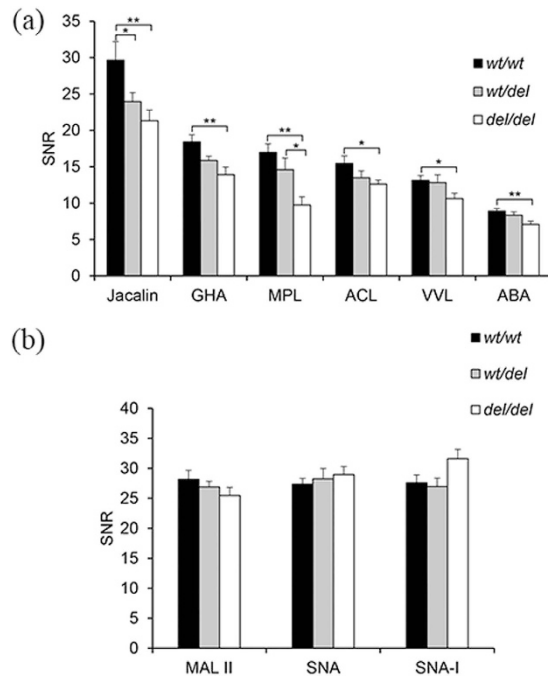 (a)
35
30
25
20
15
10
5
0
SNR
**
*
**
**
*
*
*
**
wt/wt
wt/del
del/del
Jacalin GHA MPL ACL VVL ABA
(b)
wt/wt
wt/del
del/del
40
35
30
25
20
15
10
5
0
SNR
MAL II SNA SNA-I